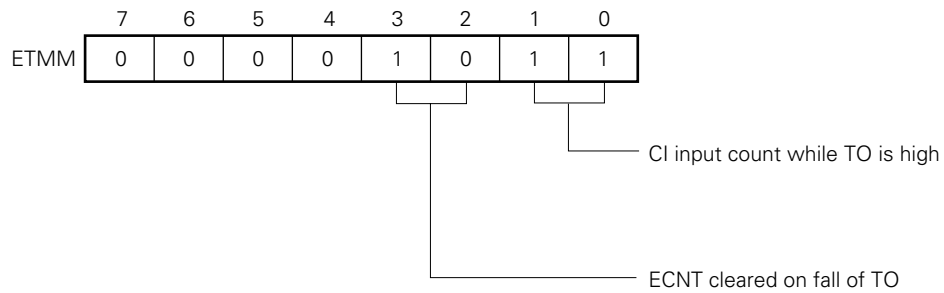 7 6 5 4 3 2 1 0
ETMM 0 0 0 0 1 0 1 1
CI input count while TO is high
ECNT cleared on fall of TO